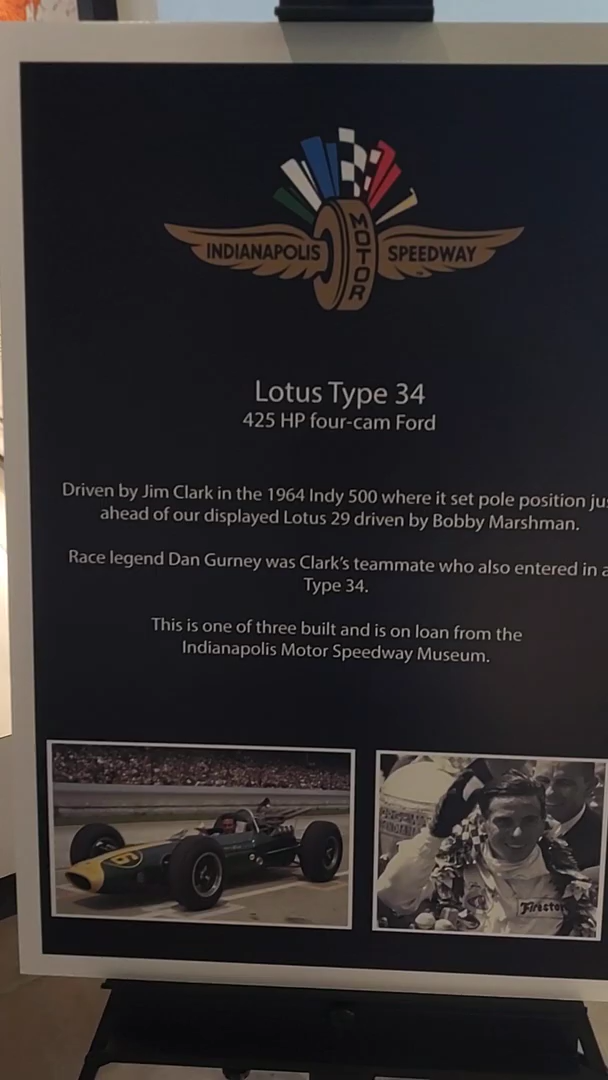 INDIANAPOLIS MOTOR SPEEDWAY
Lotus Type 34
425 HP four-cam Ford
Driven by Jim Clark in the 1964 Indy 500 where it set pole position
ahead of our displayed Lotus 29 driven by Bobby Marshman.
Race legend Dan Gurney was Clark's teammate who also entered in a
Type 34.
This is one of three built and is on loan from the
Indianapolis Motor Speedway Museum.
Firestone